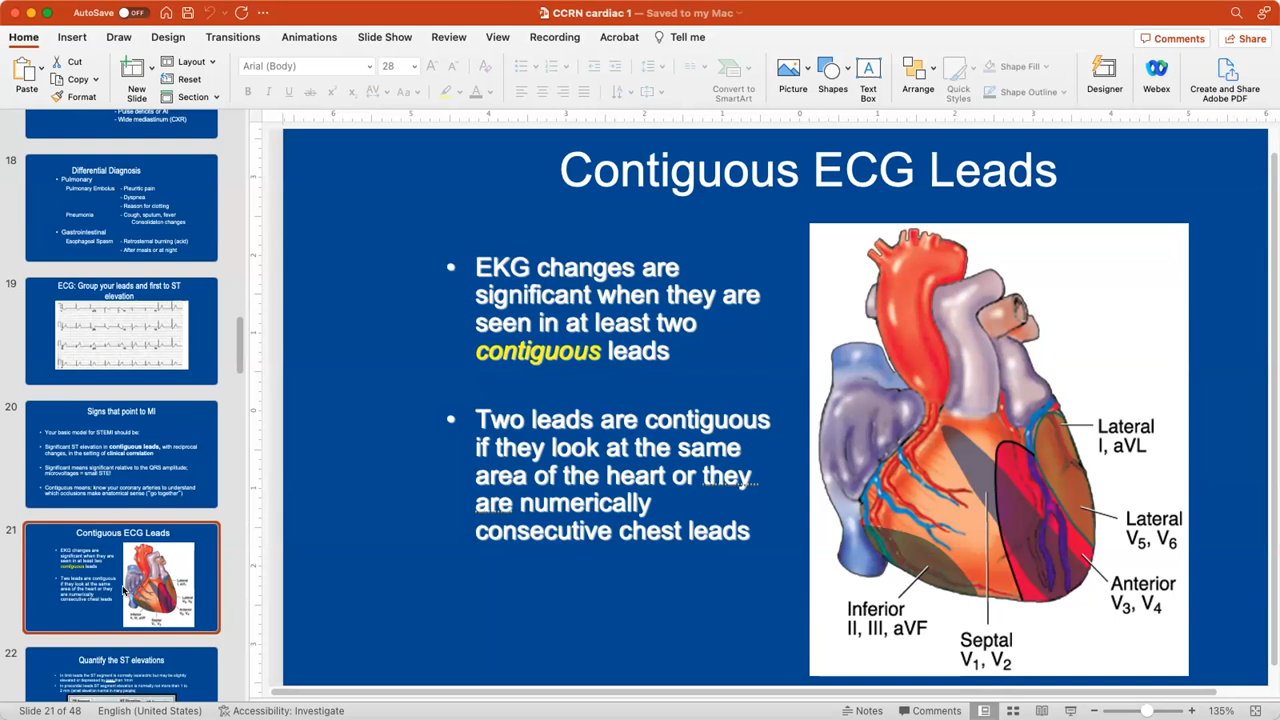 AutoSave OFF
CCRN cardiac 1 — Saved to my Mac
Home Insert Draw Design Transitions Animations Slide Show Review View Recording Acrobat Tell me Comments Share
Paste
Cut
Copy
Format
New Slide
Layout
Reset
Section
Arial (Body) 28
Convert to SmartArt
Picture
Shapes
Text Box
Arrange
Quick Styles
Shape Fill
Shape Outline
Designer
Webex
Create and Share Adobe PDF
- Pulse deficits or AI
- Wide mediastinum (CXR)
18
Differential Diagnosis
• Pulmonary
Pulmonary Embolus - Pleuritic pain
- Dyspnea
- Reason for clotting
Pneumonia - Cough, sputum, fever
Consolidation changes
• Gastrointestinal
Esophageal Spasm - Retrosternal burning (acid)
- After meals or at night
19
ECG: Group your leads and first to ST
elevation
20
Signs that point to MI
• Your basic model for STEMI should be:
• Significant ST elevation in contiguous leads, with reciprocal
changes, in the setting of clinical correlation
• Significant means significant relative to the QRS amplitude;
microvoltages = small STE!
• Contiguous means: know your coronary arteries to understand
which occlusions make anatomical sense ("go together")
21
Contiguous ECG Leads
• EKG changes are
significant when they are
seen in at least two
contiguous leads
• Two leads are contiguous
if they look at the same
area of the heart or they
are numerically
consecutive chest leads
22
Quantify the ST elevations
Contiguous ECG Leads
• EKG changes are
significant when they are
seen in at least two
contiguous leads
• Two leads are contiguous
if they look at the same
area of the heart or they
are numerically
consecutive chest leads
Lateral
I, aVL
Lateral
V5, V6
Anterior
V3, V4
Inferior
II, III, aVF
Septal
V1, V2
Slide 21 of 48 English (United States) Accessibility: Investigate Notes Comments 135%